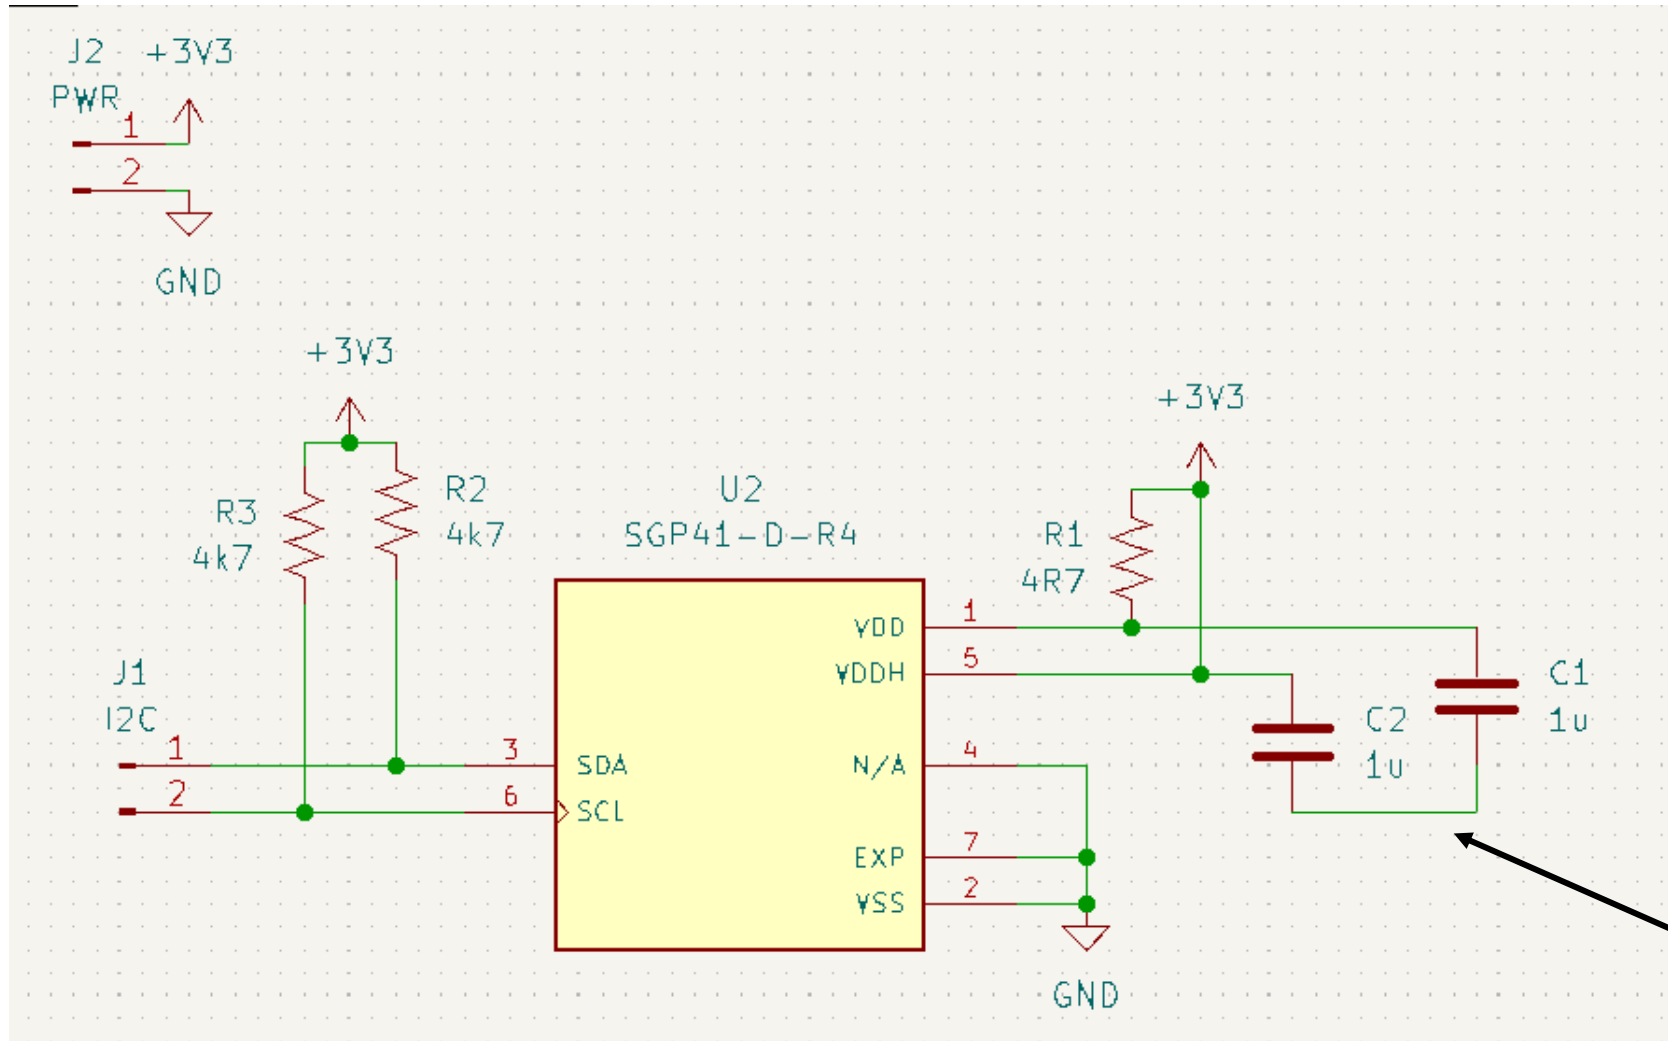 J2 +3V3
PWR
1
2
GND
+3V3
R3
4k7
R2
4k7
U2
SGP41-D-R4
+3V3
R1
4R7
J1
I2C
1
2
3
6
SDA
SCL
VDD
VDDH
N/A
EXP
VSS
1
5
4
7
2
GND
C2
1u
C1
1u